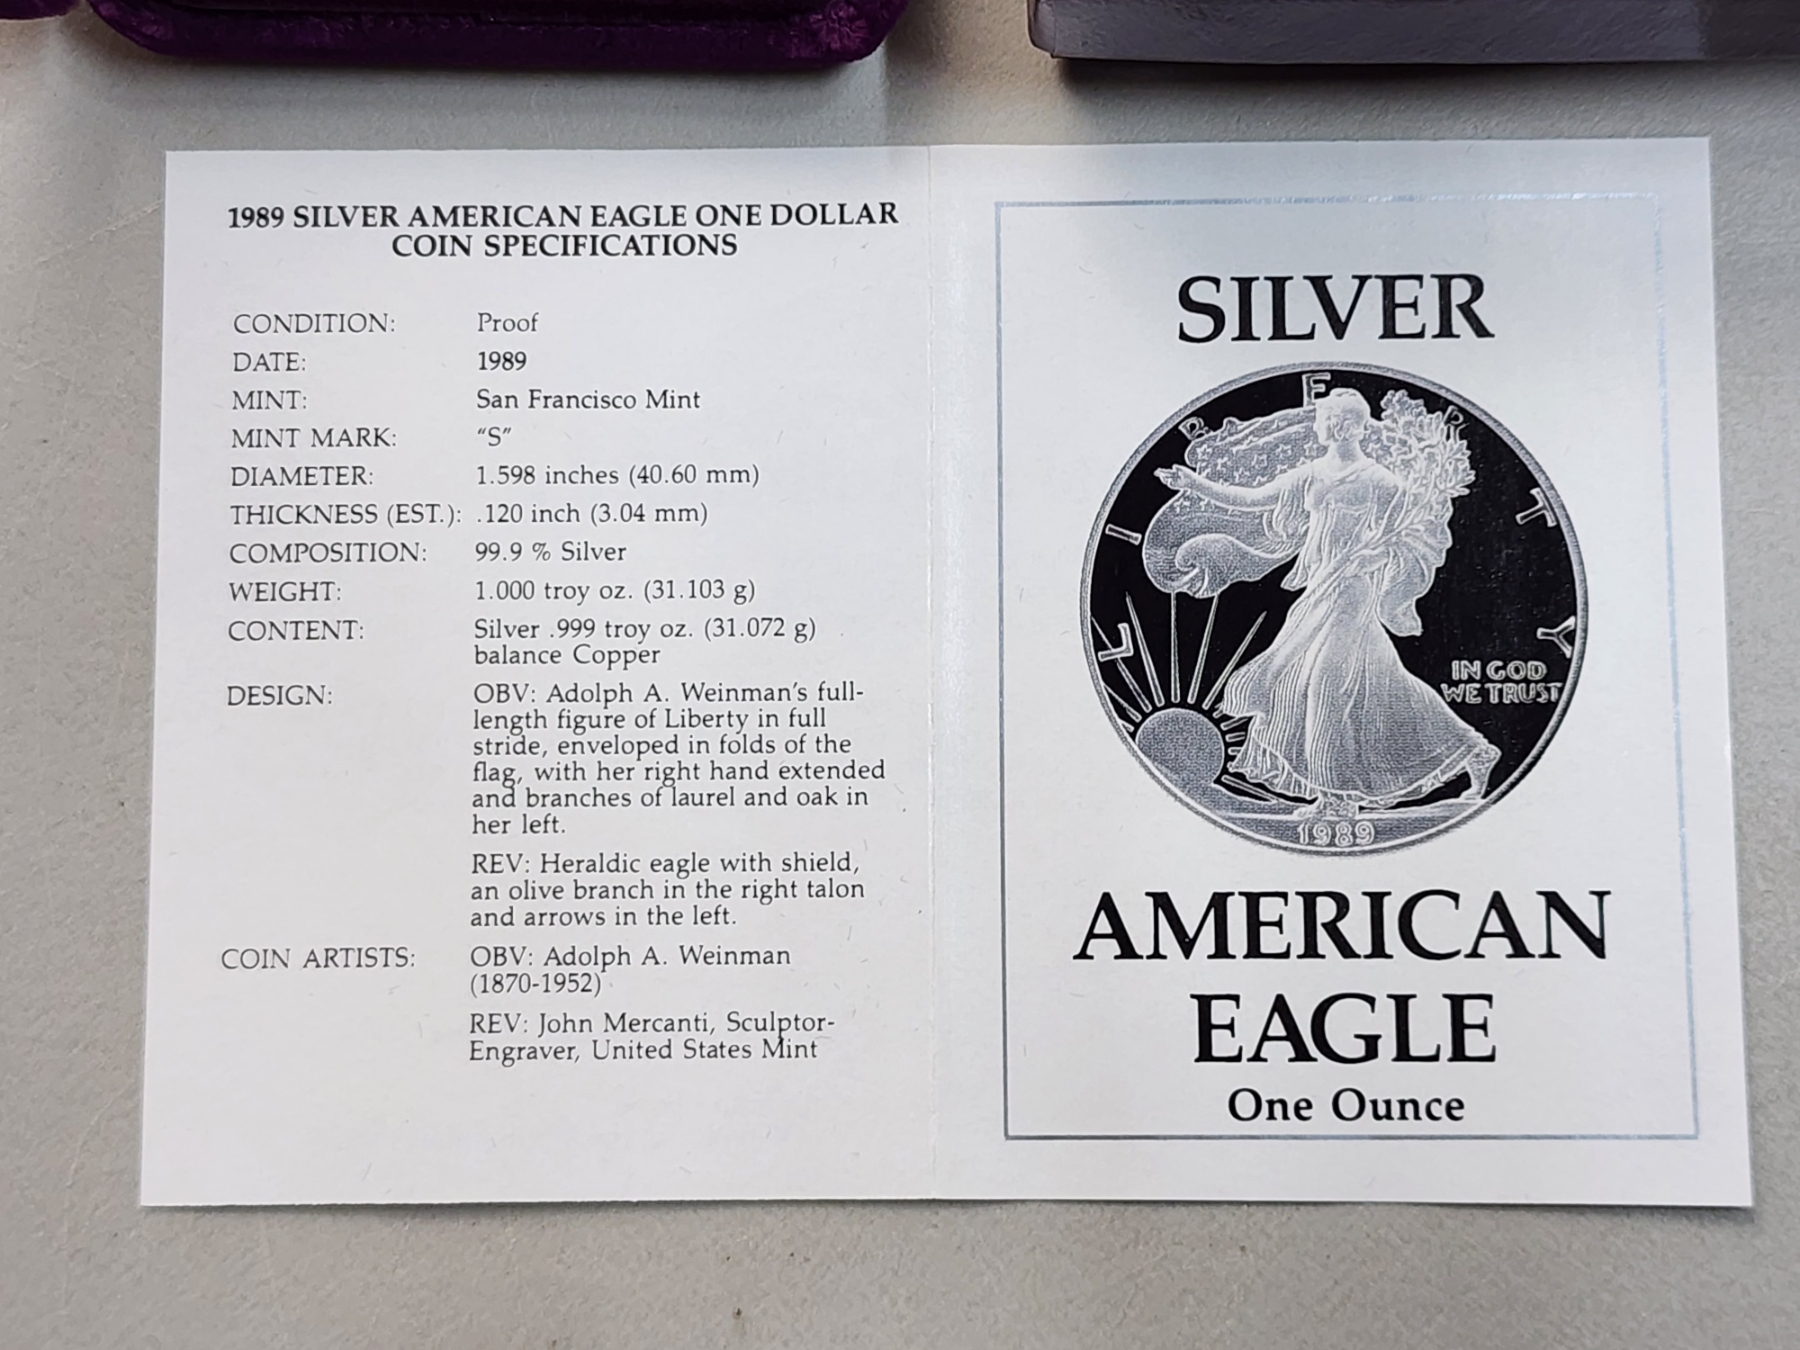 1989 SILVER AMERICAN EAGLE ONE DOLLAR
COIN SPECIFICATIONS
CONDITION: Proof
DATE: 1989
MINT: San Francisco Mint
MINT MARK: “S”
DIAMETER: 1.598 inches (40.60 mm)
THICKNESS (EST.): .120 inch (3.04 mm)
COMPOSITION: 99.9 % Silver
WEIGHT: 1.000 troy oz. (31.103 g)
CONTENT: Silver .999 troy oz. (31.072 g)
balance Copper
DESIGN: OBV: Adolph A. Weinman’s full-
length figure of Liberty in full
stride, enveloped in folds of the
flag, with her right hand extended
and branches of laurel and oak in
her left.
REV: Heraldic eagle with shield,
an olive branch in the right talon
and arrows in the left.
COIN ARTISTS: OBV: Adolph A. Weinman
(1870-1952)
REV: John Mercanti, Sculptor-
Engraver, United States Mint
SILVER
LIBERTY
IN GOD
WE TRUST
1989
AMERICAN
EAGLE
One Ounce